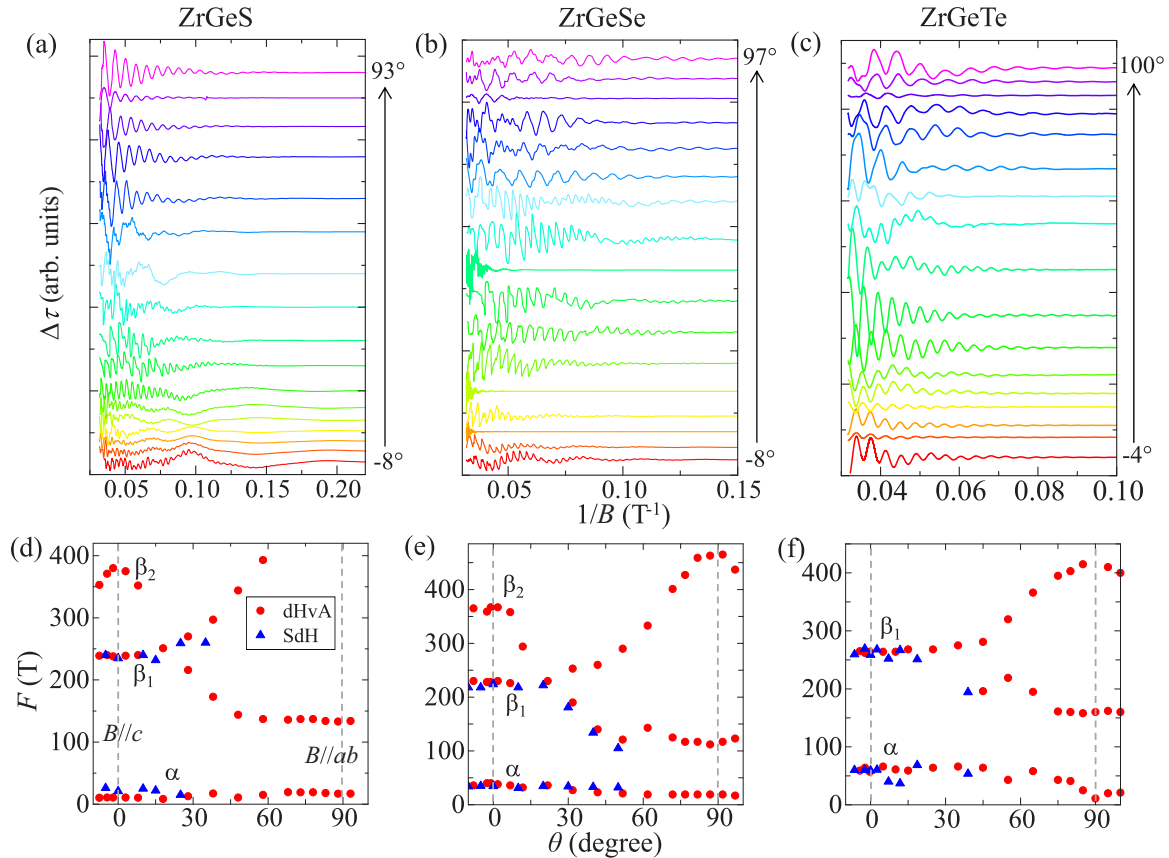 ZrGeS ZrGeSe ZrGeTe
(a) (b) (c)
93° 97° 100°
Δτ (arb. units)
-8° -8° -4°
0.05 0.10 0.15 0.20 0.05 0.10 0.15 0.04 0.06 0.08 0.10
1/B (T⁻¹)
(d) (e) (f)
400
300
200
100
0
F (T)
β₂
β₁
α
dHvA
SdH
B//c
B//ab
0 30 60 90
400
300
200
100
0
β₂
β₁
α
0 30 60 90
400
300
200
100
0
β₁
α
0 30 60 90
θ (degree)